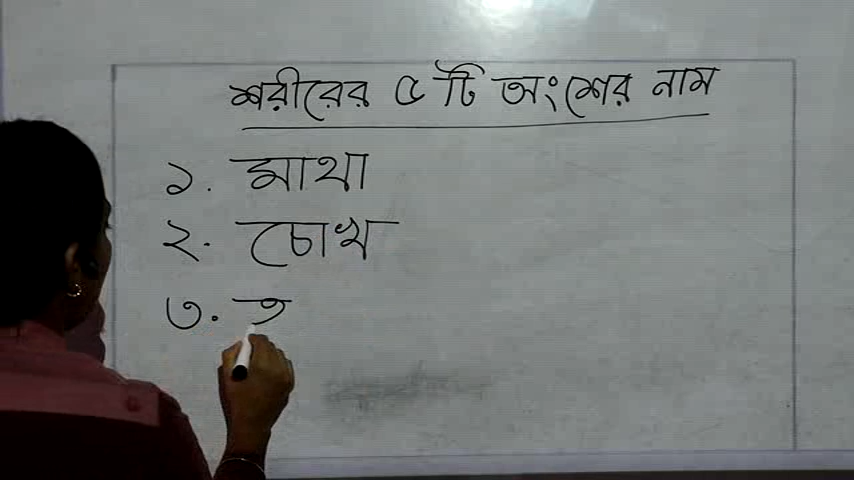 শরীরের ৫ টি অংশের নাম
১. মাথা
২. চোখ
৩.